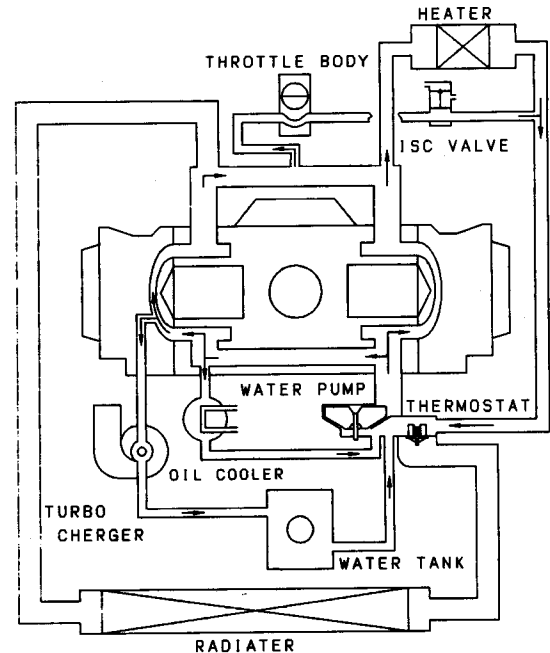 HEATER
THROTTLE BODY
ISC VALVE
WATER PUMP
THERMOSTAT
OIL COOLER
TURBO
CHERGER
WATER TANK
RADIATER